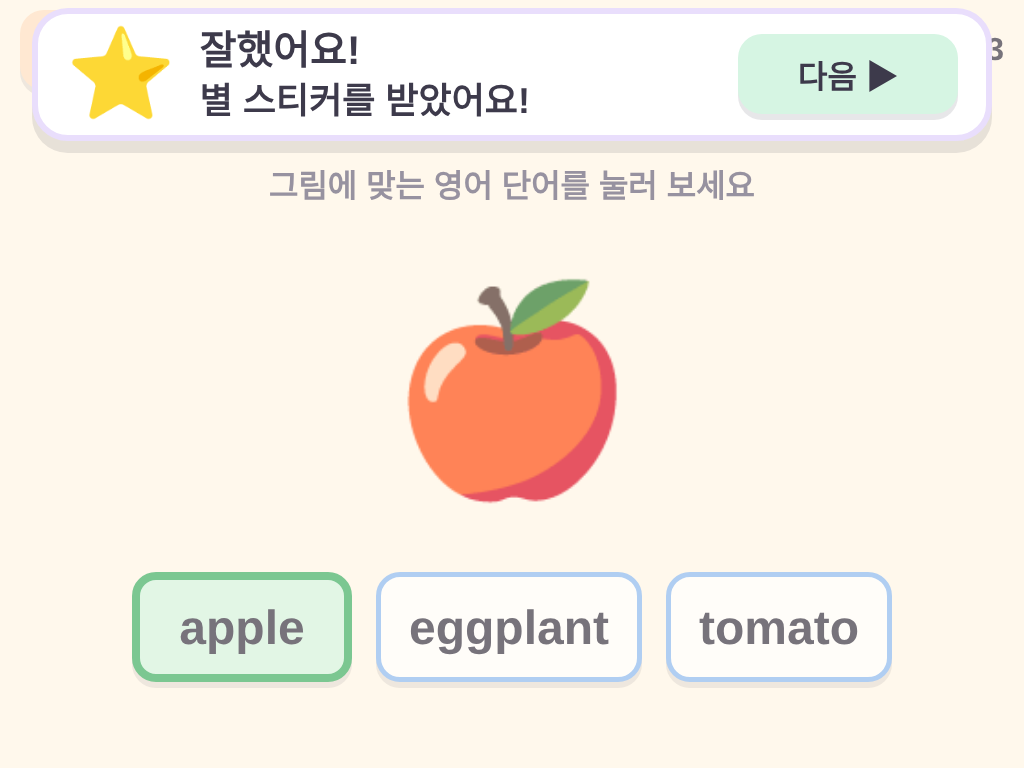 잘했어요!
별 스티커를 받았어요!
다음 ▶
3
그림에 맞는 영어 단어를 눌러 보세요
apple
eggplant
tomato